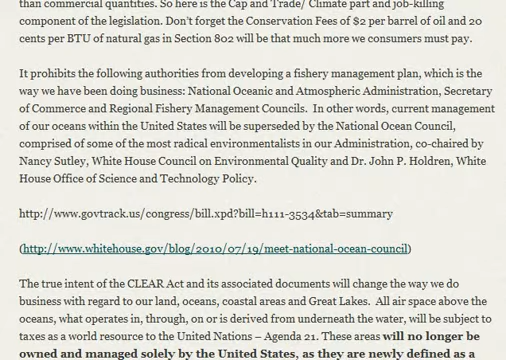 than commercial quantities. So here is the Cap and Trade/ Climate part and job-killing
component of the legislation. Don't forget the Conservation Fees of $2 per barrel of oil and 20
cents per BTU of natural gas in Section 802 will be that much more we consumers must pay.
It prohibits the following authorities from developing a fishery management plan, which is the
way we have been doing business: National Oceanic and Atmospheric Administration, Secretary
of Commerce and Regional Fishery Management Councils.  In other words, current management
of our oceans within the United States will be superseded by the National Ocean Council,
comprised of some of the most radical environmentalists in our Administration, co-chaired by
Nancy Sutley, White House Council on Environmental Quality and Dr. John P. Holdren, White
House Office of Science and Technology Policy.
http://www.govtrack.us/congress/bill.xpd?bill=h111-3534&tab=summary
(http://www.whitehouse.gov/blog/2010/07/19/meet-national-ocean-council)
The true intent of the CLEAR Act and its associated documents will change the way we do
business with regard to our land, oceans, coastal areas and Great Lakes.  All air space above the
oceans, what operates in, through, on or is derived from underneath the water, will be subject to
taxes as a world resource to the United Nations – Agenda 21. These areas will no longer be
owned and managed solely by the United States, as they are newly defined as a